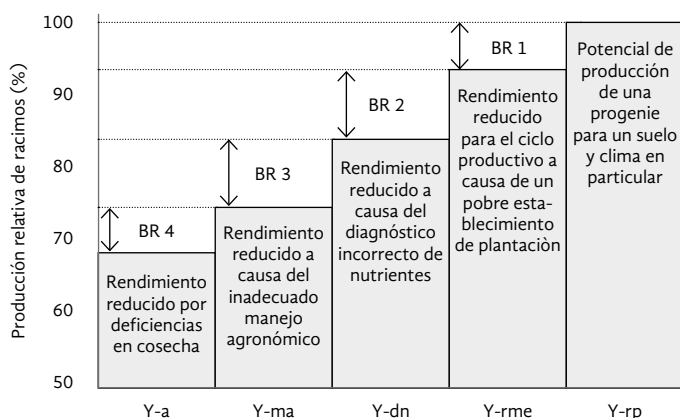 Producción relativa de racimos (%)
100
90
80
70
60
50
BR 1
BR 2
BR 3
BR 4
Rendimiento
reducido por
deficiencias
en cosecha
Rendimiento
reducido a
causa del
inadecuado
manejo
agronómico
Rendimiento
reducido a
causa del
diagnóstico
incorrecto de
nutrientes
Rendimiento
reducido
para el ciclo
productivo a
causa de un
pobre esta-
blecimiento
de plantaciòn
Potencial de
producción
de una
progenie
para un suelo
y clima en
particular
Y-a
Y-ma
Y-dn
Y-rme
Y-rp